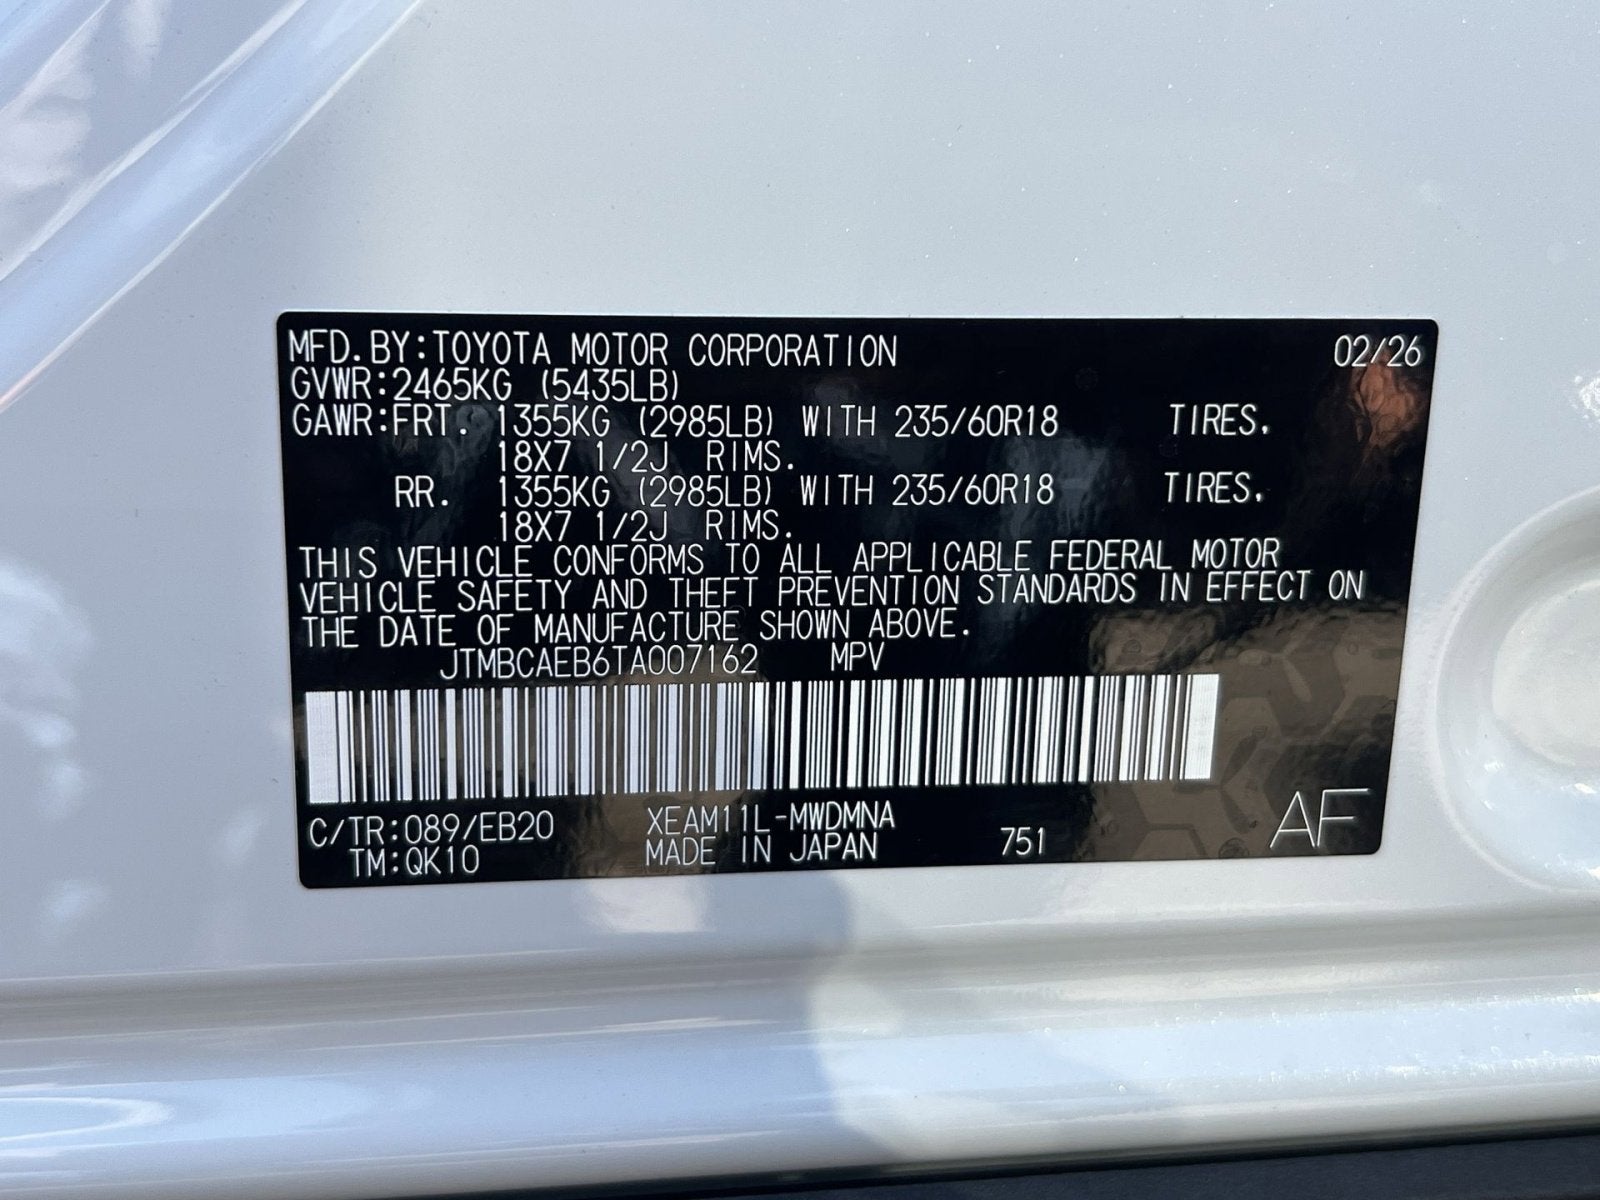 MFD.BY:TOYOTA MOTOR CORPORATION 02/26
GVWR:2465KG (5435LB)
GAWR:FRT. 1355KG (2985LB) WITH 235/60R18 TIRES.
18X7 1/2J RIMS.
RR. 1355KG (2985LB) WITH 235/60R18 TIRES.
18X7 1/2J RIMS.
THIS VEHICLE CONFORMS TO ALL APPLICABLE FEDERAL MOTOR
VEHICLE SAFETY AND THEFT PREVENTION STANDARDS IN EFFECT ON
THE DATE OF MANUFACTURE SHOWN ABOVE.
JTMBCAEB6TA007162 MPV
C/TR:089/EB20 XEAM11L-MWDMNA
TM:QK10 MADE IN JAPAN 751 AF